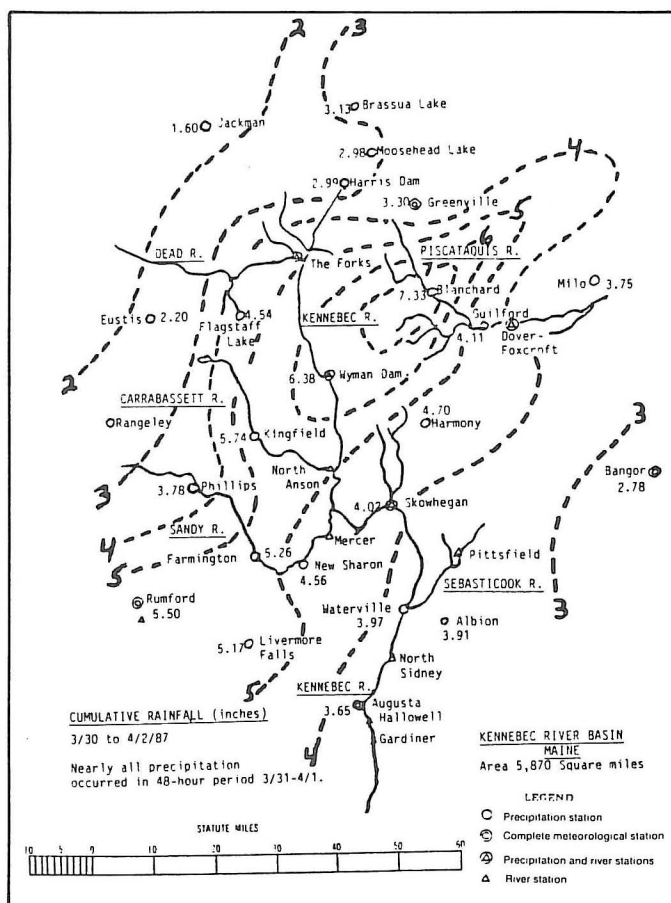 2
3
3.13 Brassua Lake
1.60 Jackman
2.98 Moosehead Lake
4
2.99 Harris Dam
3.30 Greenville
5
6
DEAD R.
The Forks
PISCATAQUIS R.
Blanchard
7.33
Milo 3.75
Eustis 2.20
4.54
Flagstaff
Lake
KENNEBEC R.
Guilford
4.11
Dover-
Foxcroft
6.38 Wyman Dam
2
CARRABASSETT R.
4.70
Harmony
Rangeley
5.74 Kingfield
3
Bangor
2.78
North
Anson
3.78 Phillips
3
4.02 Skowhegan
4
SANDY R.
Mercer
Pittsfield
Farmington 5.26
5
New Sharon
4.56
SEBASTICOOK R.
3
Rumford
5.50
Waterville
3.97
Albion
3.91
5.17 Livermore
Falls
North
Sidney
5
KENNEBEC R.
3.65 Augusta
Hallowell
Gardiner
4
CUMULATIVE RAINFALL (inches)
3/30 to 4/2/87
Nearly all precipitation
occurred in 48-hour period 3/31-4/1.
KENNEBEC RIVER BASIN
MAINE
Area 5,870 Square miles
LEGEND
Precipitation station
Complete meteorological station
Precipitation and river stations
River station
STATUTE MILES
10 5 0 10 20 30 40 50 60